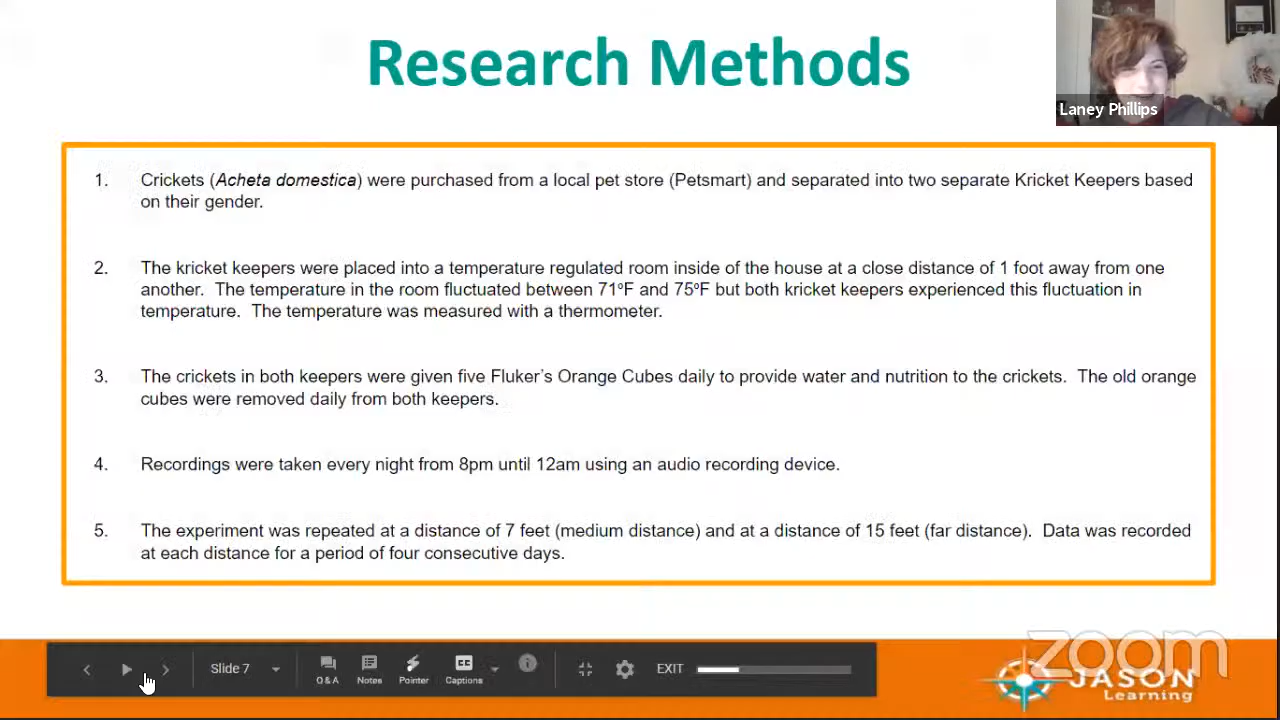 Research Methods
Laney Phillips
1. Crickets (Acheta domestica) were purchased from a local pet store (Petsmart) and separated into two separate Kricket Keepers based
on their gender.
2. The kricket keepers were placed into a temperature regulated room inside of the house at a close distance of 1 foot away from one
another. The temperature in the room fluctuated between 71ºF and 75ºF but both kricket keepers experienced this fluctuation in
temperature. The temperature was measured with a thermometer.
3. The crickets in both keepers were given five Fluker's Orange Cubes daily to provide water and nutrition to the crickets. The old orange
cubes were removed daily from both keepers.
4. Recordings were taken every night from 8pm until 12am using an audio recording device.
5. The experiment was repeated at a distance of 7 feet (medium distance) and at a distance of 15 feet (far distance). Data was recorded
at each distance for a period of four consecutive days.
Slide 7
Q&A
Notes
Pointer
CC
Captions
EXIT
zoom
JASON
Learning